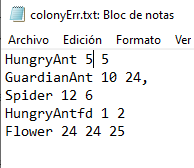 colonyErr.txt: Bloc de notas
Archivo Edición Formato Ver
HungryAnt 5 5
GuardianAnt 10 24,
Spider 12 6
HungryAntfd 1 2
Flower 24 24 25